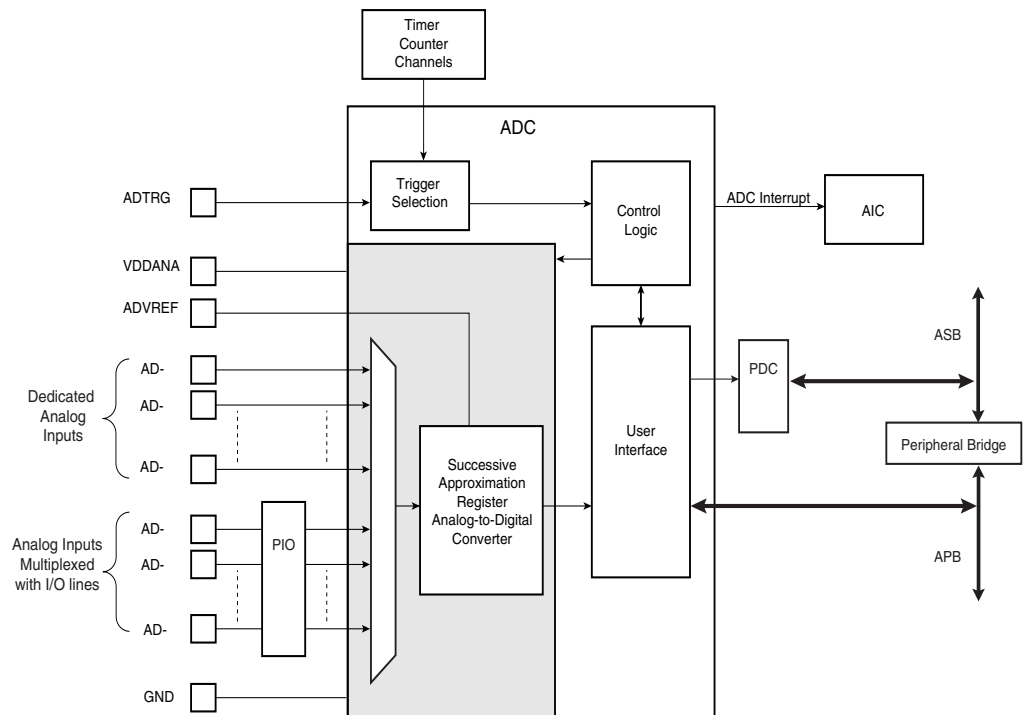 Timer
Counter
Channels
ADC
ADTRG
Trigger
Selection
Control
Logic
ADC Interrupt
AIC
VDDANA
ADVREF
Dedicated
Analog
Inputs
AD-
AD-
AD-
Analog Inputs
Multiplexed
with I/O lines
AD-
AD-
AD-
PIO
Successive
Approximation
Register
Analog-to-Digital
Converter
User
Interface
PDC
ASB
Peripheral Bridge
APB
GND